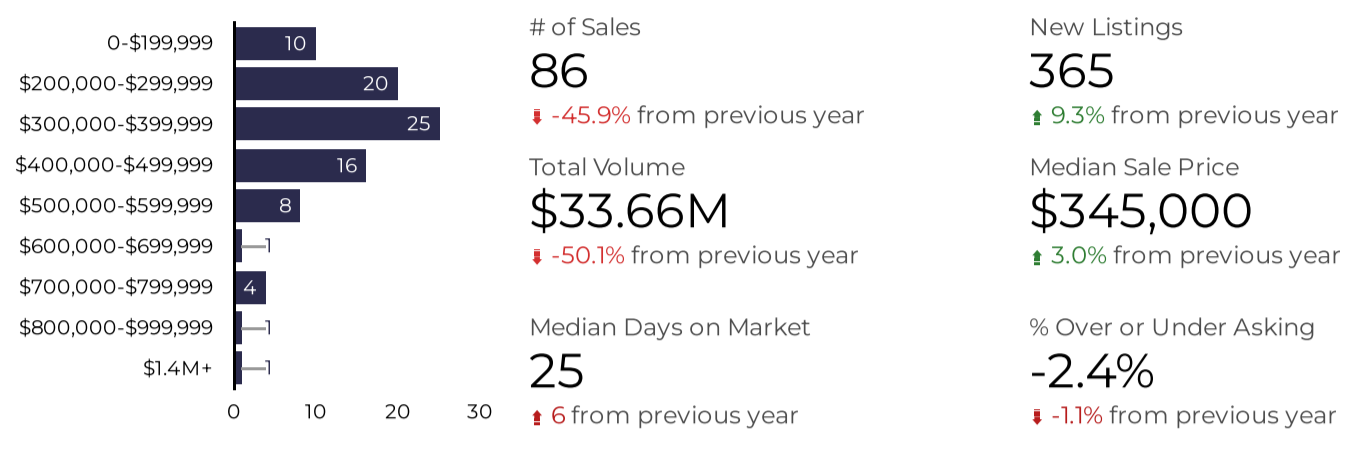 0-$199,999
10
$200,000-$299,999
20
$300,000-$399,999
25
$400,000-$499,999
16
$500,000-$599,999
8
$600,000-$699,999
1
$700,000-$799,999
4
$800,000-$999,999
1
$1.4M+
1
0 10 20 30
# of Sales
86
-45.9% from previous year
New Listings
365
9.3% from previous year
Total Volume
$33.66M
-50.1% from previous year
Median Sale Price
$345,000
3.0% from previous year
Median Days on Market
25
6 from previous year
% Over or Under Asking
-2.4%
-1.1% from previous year